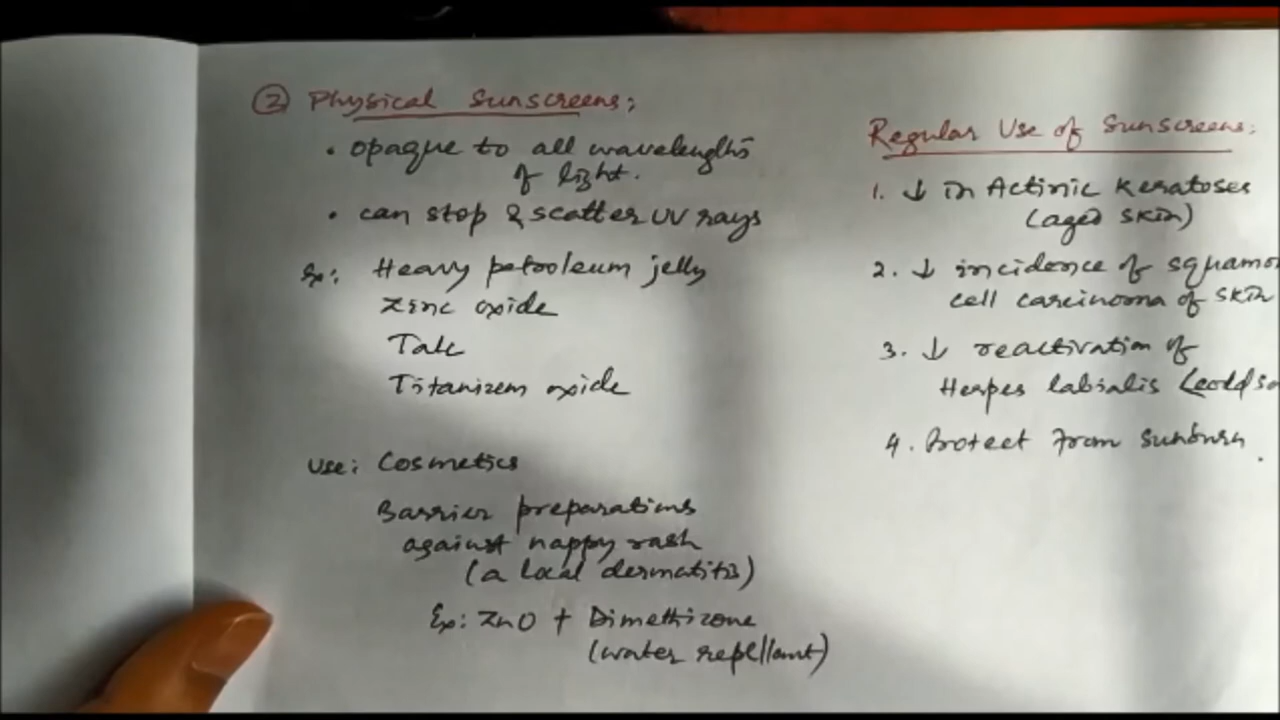 ② Physical Sunscreens:
• opaque to all wavelengths
of light.
• can stop & scatter UV rays
Ex: Heavy petroleum jelly
Zinc oxide
Talc
Titanium oxide
Use: Cosmetics
Barrier preparations
against nappy rash
(a local dermatitis)
Ex: ZnO + Dimethizone
(water repellant)
Regular Use of Sunscreens:
1. ↓ in Actinic Keratoses
(aged skin)
2. ↓ incidence of squamo
cell carcinoma of skin
3. ↓ reactivation of
Herpes labialis (cold so
4. Protect from sunburn.